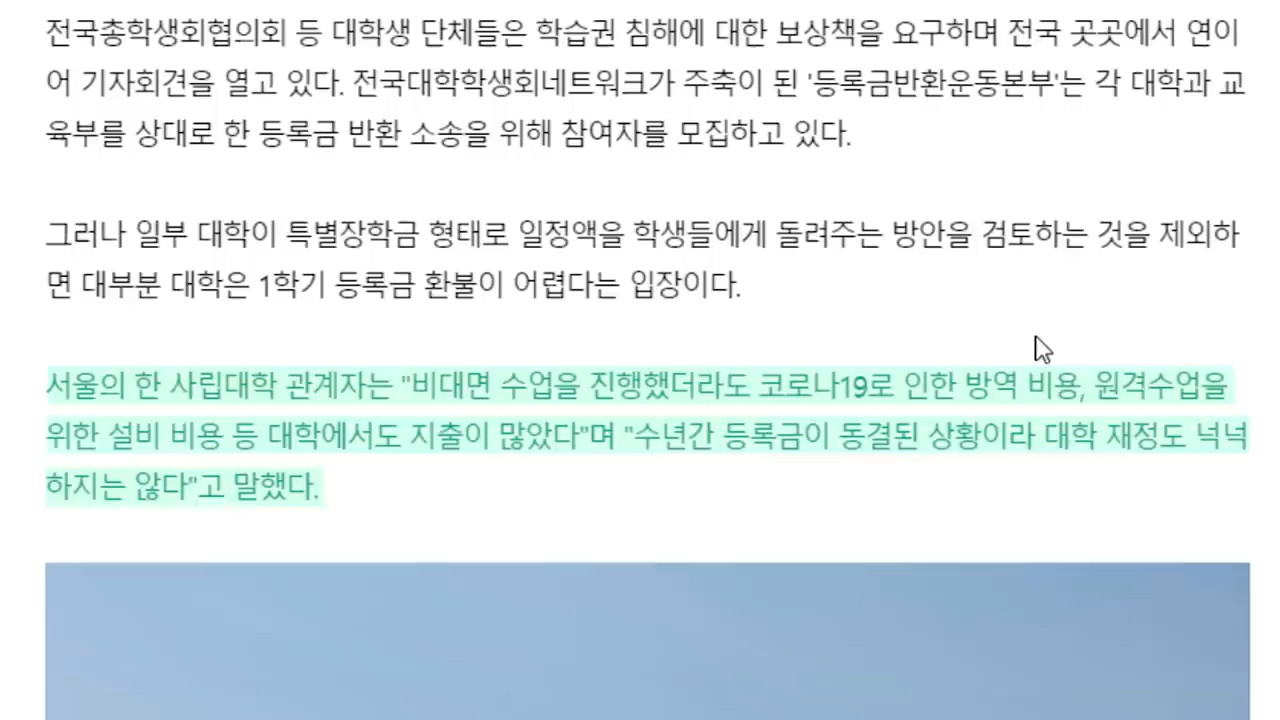 전국총학생회협의회 등 대학생 단체들은 학습권 침해에 대한 보상책을 요구하며 전국 곳곳에서 연이
어 기자회견을 열고 있다. 전국대학학생회네트워크가 주축이 된 '등록금반환운동본부'는 각 대학과 교
육부를 상대로 한 등록금 반환 소송을 위해 참여자를 모집하고 있다.
그러나 일부 대학이 특별장학금 형태로 일정액을 학생들에게 돌려주는 방안을 검토하는 것을 제외하
면 대부분 대학은 1학기 등록금 환불이 어렵다는 입장이다.
서울의 한 사립대학 관계자는 "비대면 수업을 진행했더라도 코로나19로 인한 방역 비용, 원격수업을
위한 설비 비용 등 대학에서도 지출이 많았다"며 "수년간 등록금이 동결된 상황이라 대학 재정도 넉넉
하지는 않다"고 말했다.